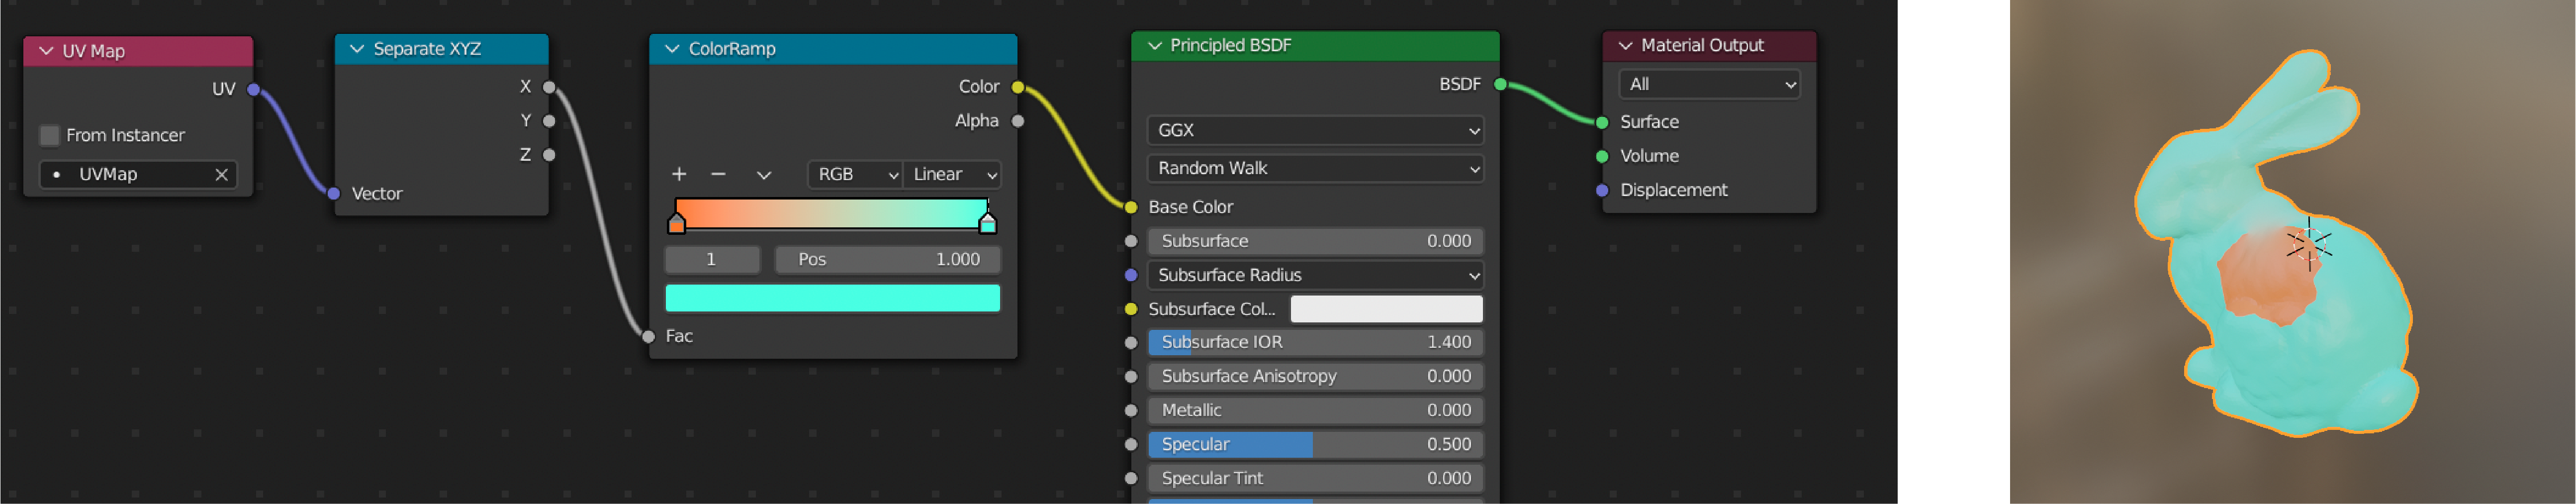 UV Map
UV
From Instancer
UVMap
Separate XYZ
X
Y
Z
Vector
ColorRamp
Color
Alpha
RGB Linear
1 Pos 1.000
Fac
Principled BSDF
BSDF
GGX
Random Walk
Base Color
Subsurface 0.000
Subsurface Radius
Subsurface Col...
Subsurface IOR 1.400
Subsurface Anisotropy 0.000
Metallic 0.000
Specular 0.500
Specular Tint 0.000
Material Output
All
Surface
Volume
Displacement